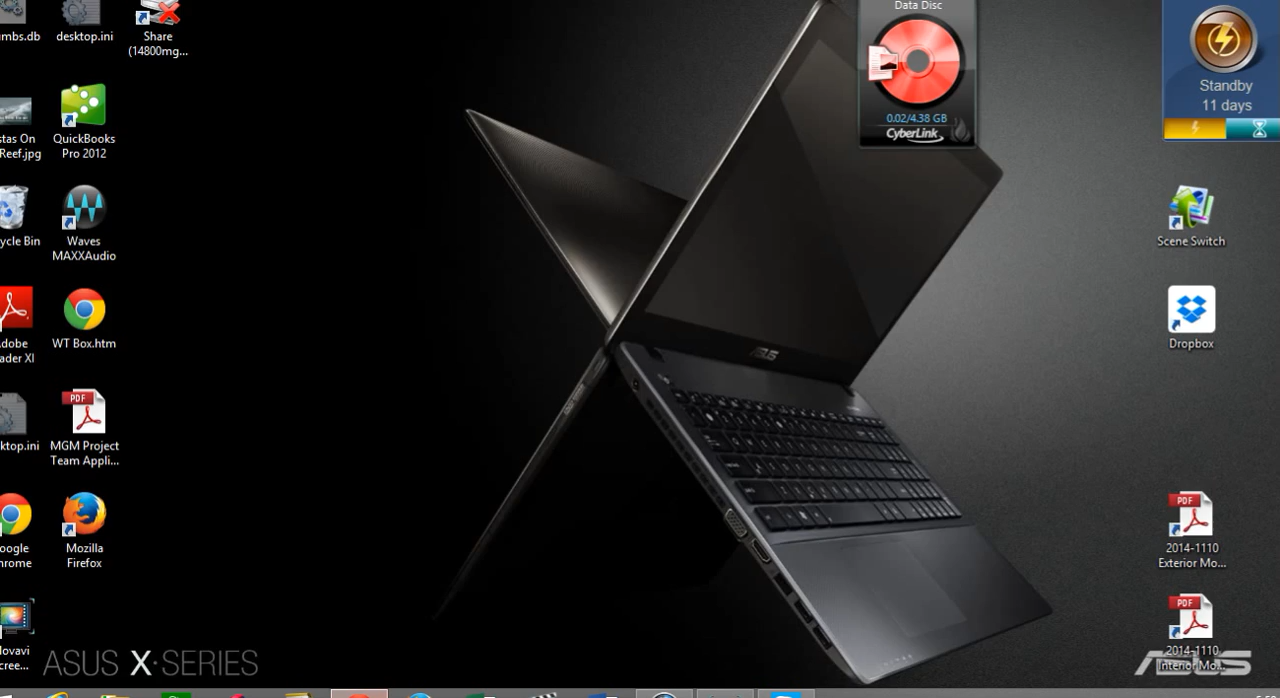 umbs.db
desktop.ini
Share
(14800mg...
stas On
Reef.jpg
QuickBooks
Pro 2012
ycle Bin
Waves
MAXXAudio
dobe
ader XI
WT Box.htm
ktop.ini
PDF
MGM Project
Team Appli...
oogle
hrome
Mozilla
Firefox
Movavi
cree...
ASUS X·SERIES
ASUS
Data Disc
0.02/4.38 GB
CyberLink
Standby
11 days
Scene Switch
Dropbox
PDF
2014-1110
Exterior Mo...
PDF
2014-1110
Interior Mo...
ASUS